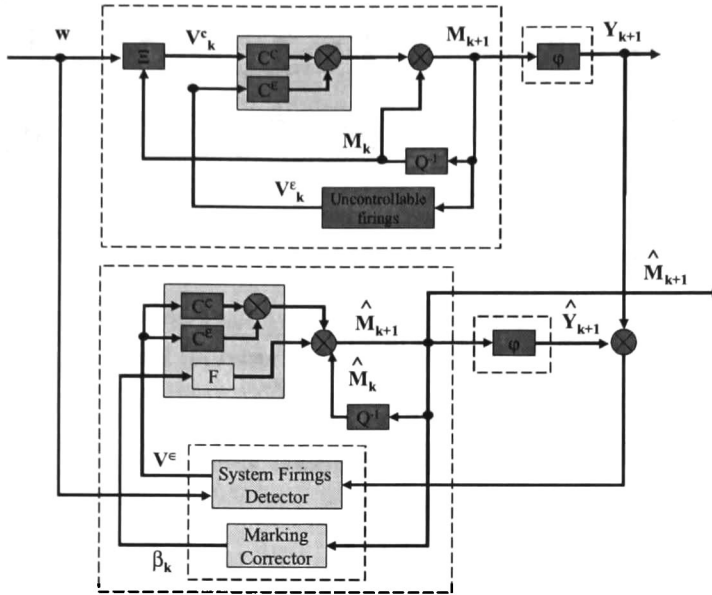 w
V^c_k
M_{k+1}
Y_{k+1}
Ξ
C^C
C^ε
φ
M_k
Q^{-1}
V^ε_k
Uncontrollable
firings
M̂_{k+1}
C^C
C^ε
M̂_{k+1}
Ŷ_{k+1}
φ
F
M̂_k
Q^{-1}
V^∈
System Firings
Detector
Marking
Corrector
β_k